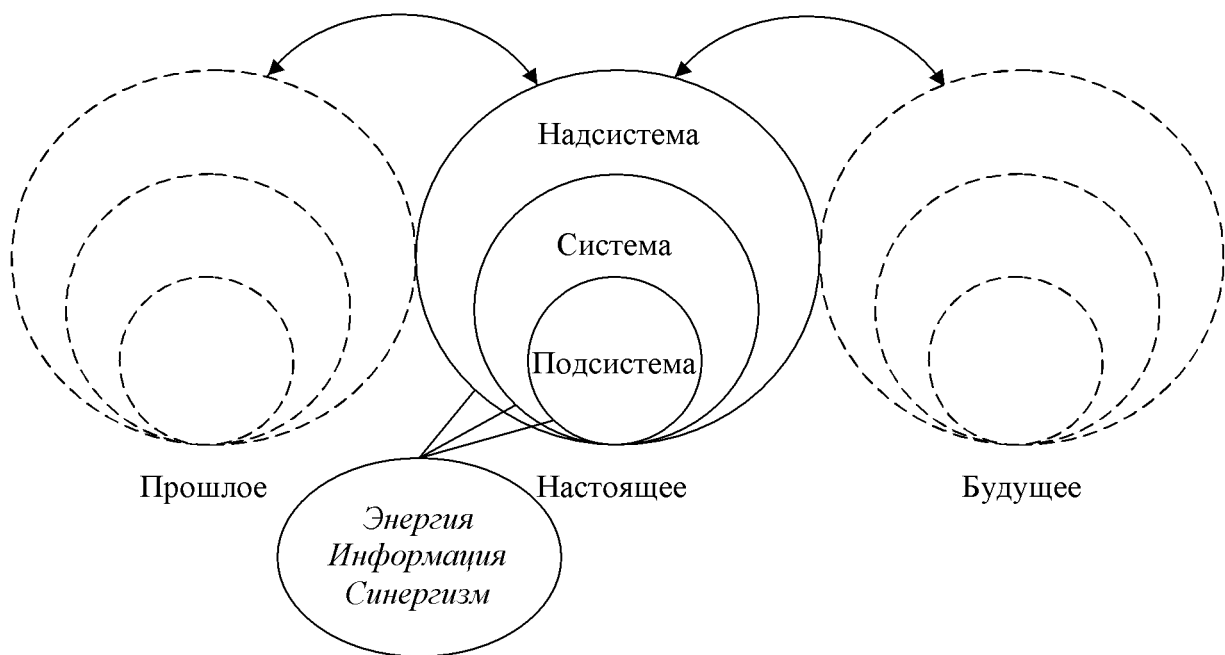 Надсистема
Система
Подсистема
Прошлое
Настоящее
Будущее
Энергия
Информация
Синергизм